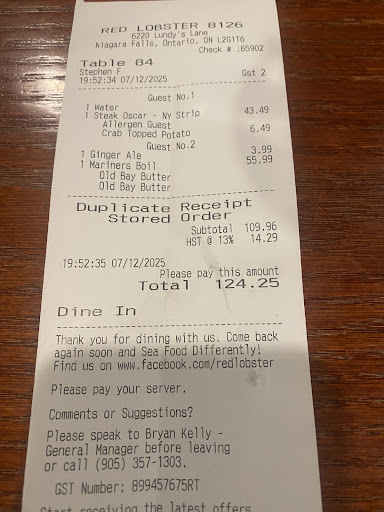 RED LOBSTER 8126
6220 Lundy's Lane
Niagara Falls, Ontario, ON L2G1T6
Check # :65902
Table 84
Stephen F Gst 2
19:52:34 07/12/2025
Guest No.1
1 Water
1 Steak Oscar - NY Strip 43.49
Allergen Guest
Crab Topped Potato 6.49
Guest No.2
1 Ginger Ale 3.99
1 Mariners Boil 55.99
Old Bay Butter
Old Bay Butter
Duplicate Receipt
Stored Order
Subtotal 109.96
HST @ 13% 14.29
19:52:35 07/12/2025
Please pay this amount
Total 124.25
Dine In
Thank you for dining with us. Come back
again soon and Sea Food Differently!
Find us on www.facebook.com/redlobster
Please pay your server.
Comments or Suggestions?
Please speak to Bryan Kelly -
General Manager before leaving
or call (905) 357-1303.
GST Number: 899457675RT
Start receiving the latest offers